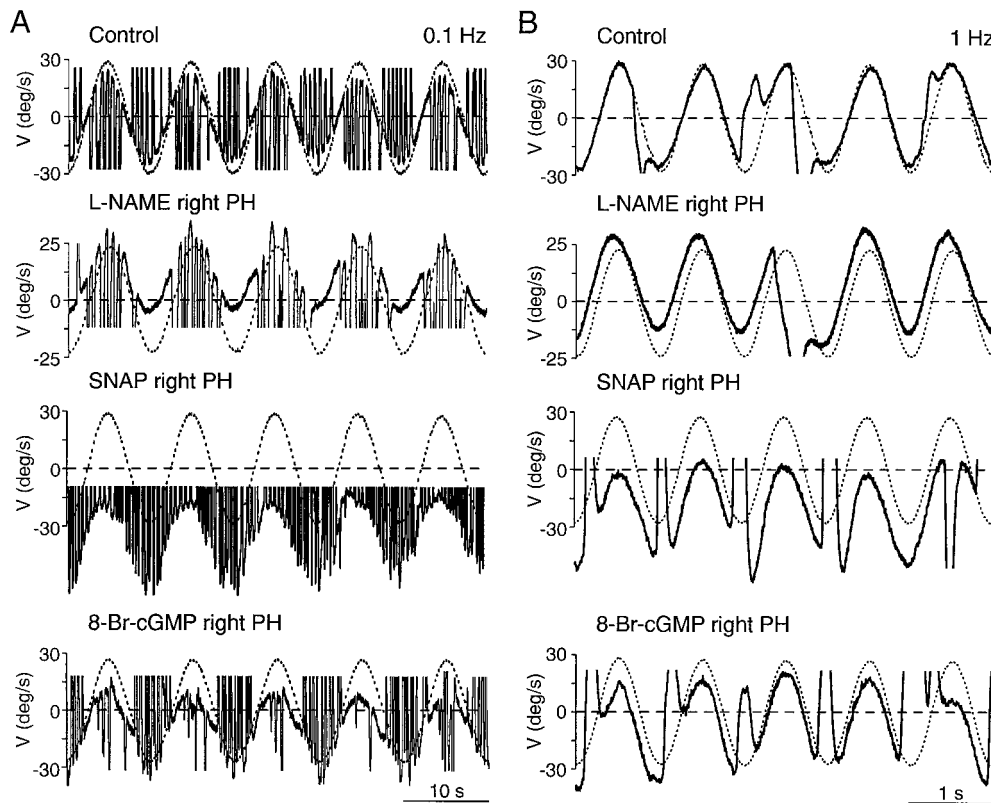 A
B
Control
0.1 Hz
Control
1 Hz
30
0
-30
V (deg/s)
30
0
-30
V (deg/s)
L-NAME right PH
L-NAME right PH
25
0
-25
V (deg/s)
25
0
-25
V (deg/s)
SNAP right PH
SNAP right PH
30
0
-30
V (deg/s)
30
0
-30
V (deg/s)
8-Br-cGMP right PH
8-Br-cGMP right PH
30
0
-30
V (deg/s)
30
0
-30
V (deg/s)
10 s
1 s